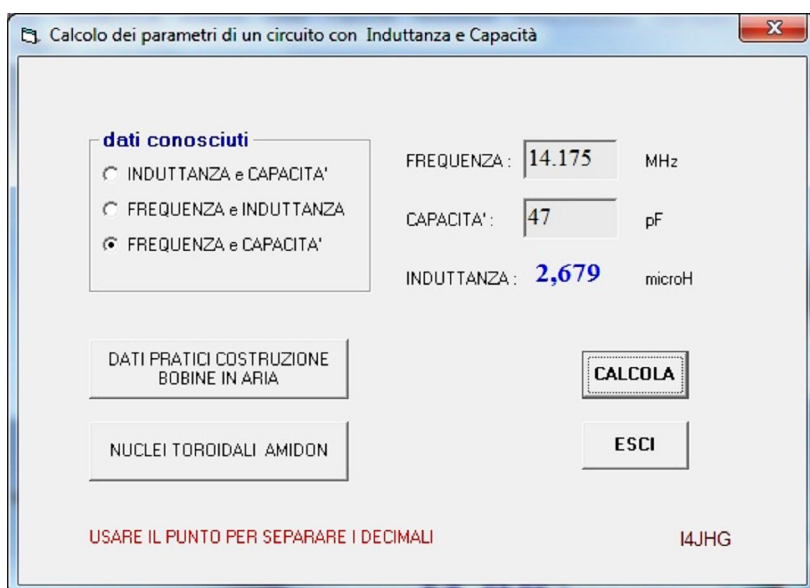 Calcolo dei parametri di un circuito con Induttanza e Capacità
dati conosciuti
INDUTTANZA e CAPACITA'
FREQUENZA e INDUTTANZA
FREQUENZA e CAPACITA'
FREQUENZA : 14.175 MHz
CAPACITA' : 47 pF
INDUTTANZA : 2,679 microH
DATI PRATICI COSTRUZIONE
BOBINE IN ARIA
CALCOLA
NUCLEI TOROIDALI AMIDON
ESCI
USARE IL PUNTO PER SEPARARE I DECIMALI
I4JHG